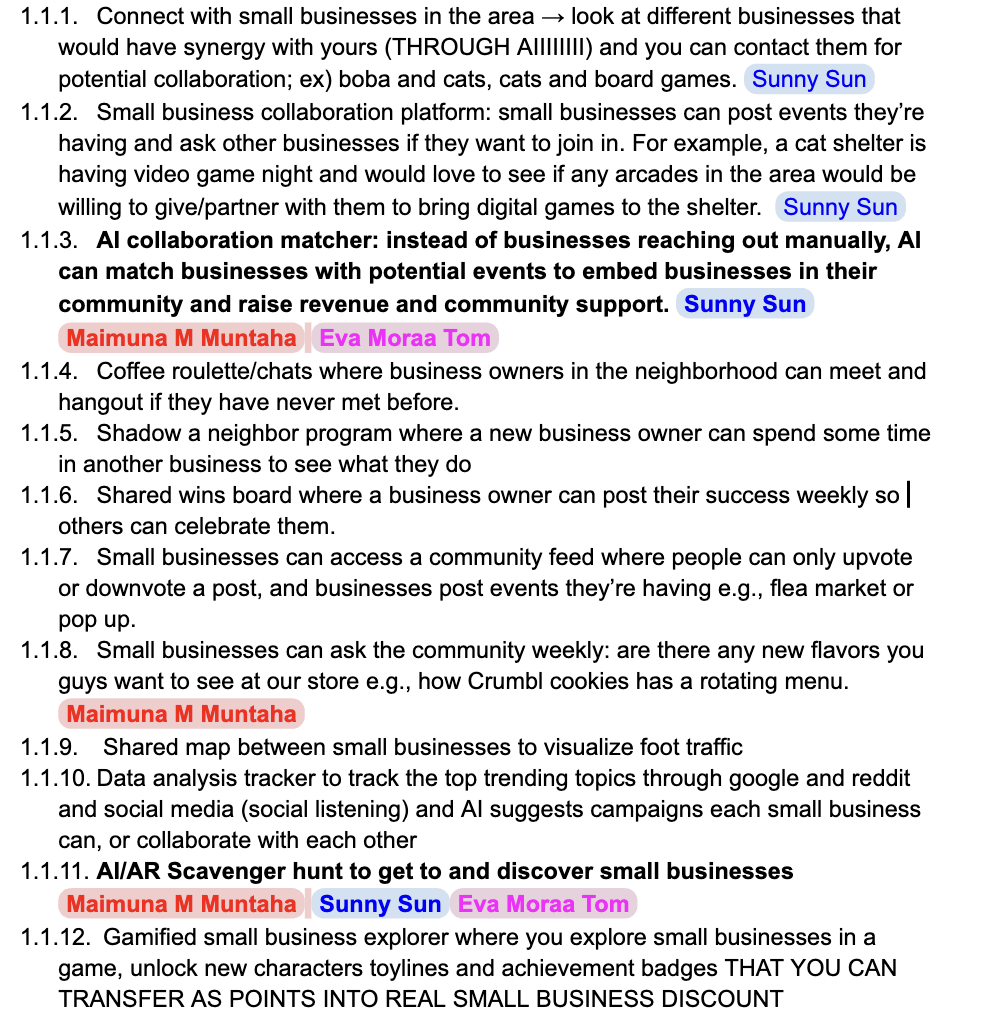 1.1.1. Connect with small businesses in the area → look at different businesses that
would have synergy with yours (THROUGH AIIIIIIII) and you can contact them for
potential collaboration; ex) boba and cats, cats and board games. Sunny Sun
1.1.2. Small business collaboration platform: small businesses can post events they're
having and ask other businesses if they want to join in. For example, a cat shelter is
having video game night and would love to see if any arcades in the area would be
willing to give/partner with them to bring digital games to the shelter. Sunny Sun
1.1.3. AI collaboration matcher: instead of businesses reaching out manually, AI
can match businesses with potential events to embed businesses in their
community and raise revenue and community support. Sunny Sun
Maimuna M Muntaha Eva Moraa Tom
1.1.4. Coffee roulette/chats where business owners in the neighborhood can meet and
hangout if they have never met before.
1.1.5. Shadow a neighbor program where a new business owner can spend some time
in another business to see what they do
1.1.6. Shared wins board where a business owner can post their success weekly so
others can celebrate them.
1.1.7. Small businesses can access a community feed where people can only upvote
or downvote a post, and businesses post events they're having e.g., flea market or
pop up.
1.1.8. Small businesses can ask the community weekly: are there any new flavors you
guys want to see at our store e.g., how Crumbl cookies has a rotating menu.
Maimuna M Muntaha
1.1.9. Shared map between small businesses to visualize foot traffic
1.1.10. Data analysis tracker to track the top trending topics through google and reddit
and social media (social listening) and AI suggests campaigns each small business
can, or collaborate with each other
1.1.11. AI/AR Scavenger hunt to get to and discover small businesses
Maimuna M Muntaha Sunny Sun Eva Moraa Tom
1.1.12. Gamified small business explorer where you explore small businesses in a
game, unlock new characters toylines and achievement badges THAT YOU CAN
TRANSFER AS POINTS INTO REAL SMALL BUSINESS DISCOUNT